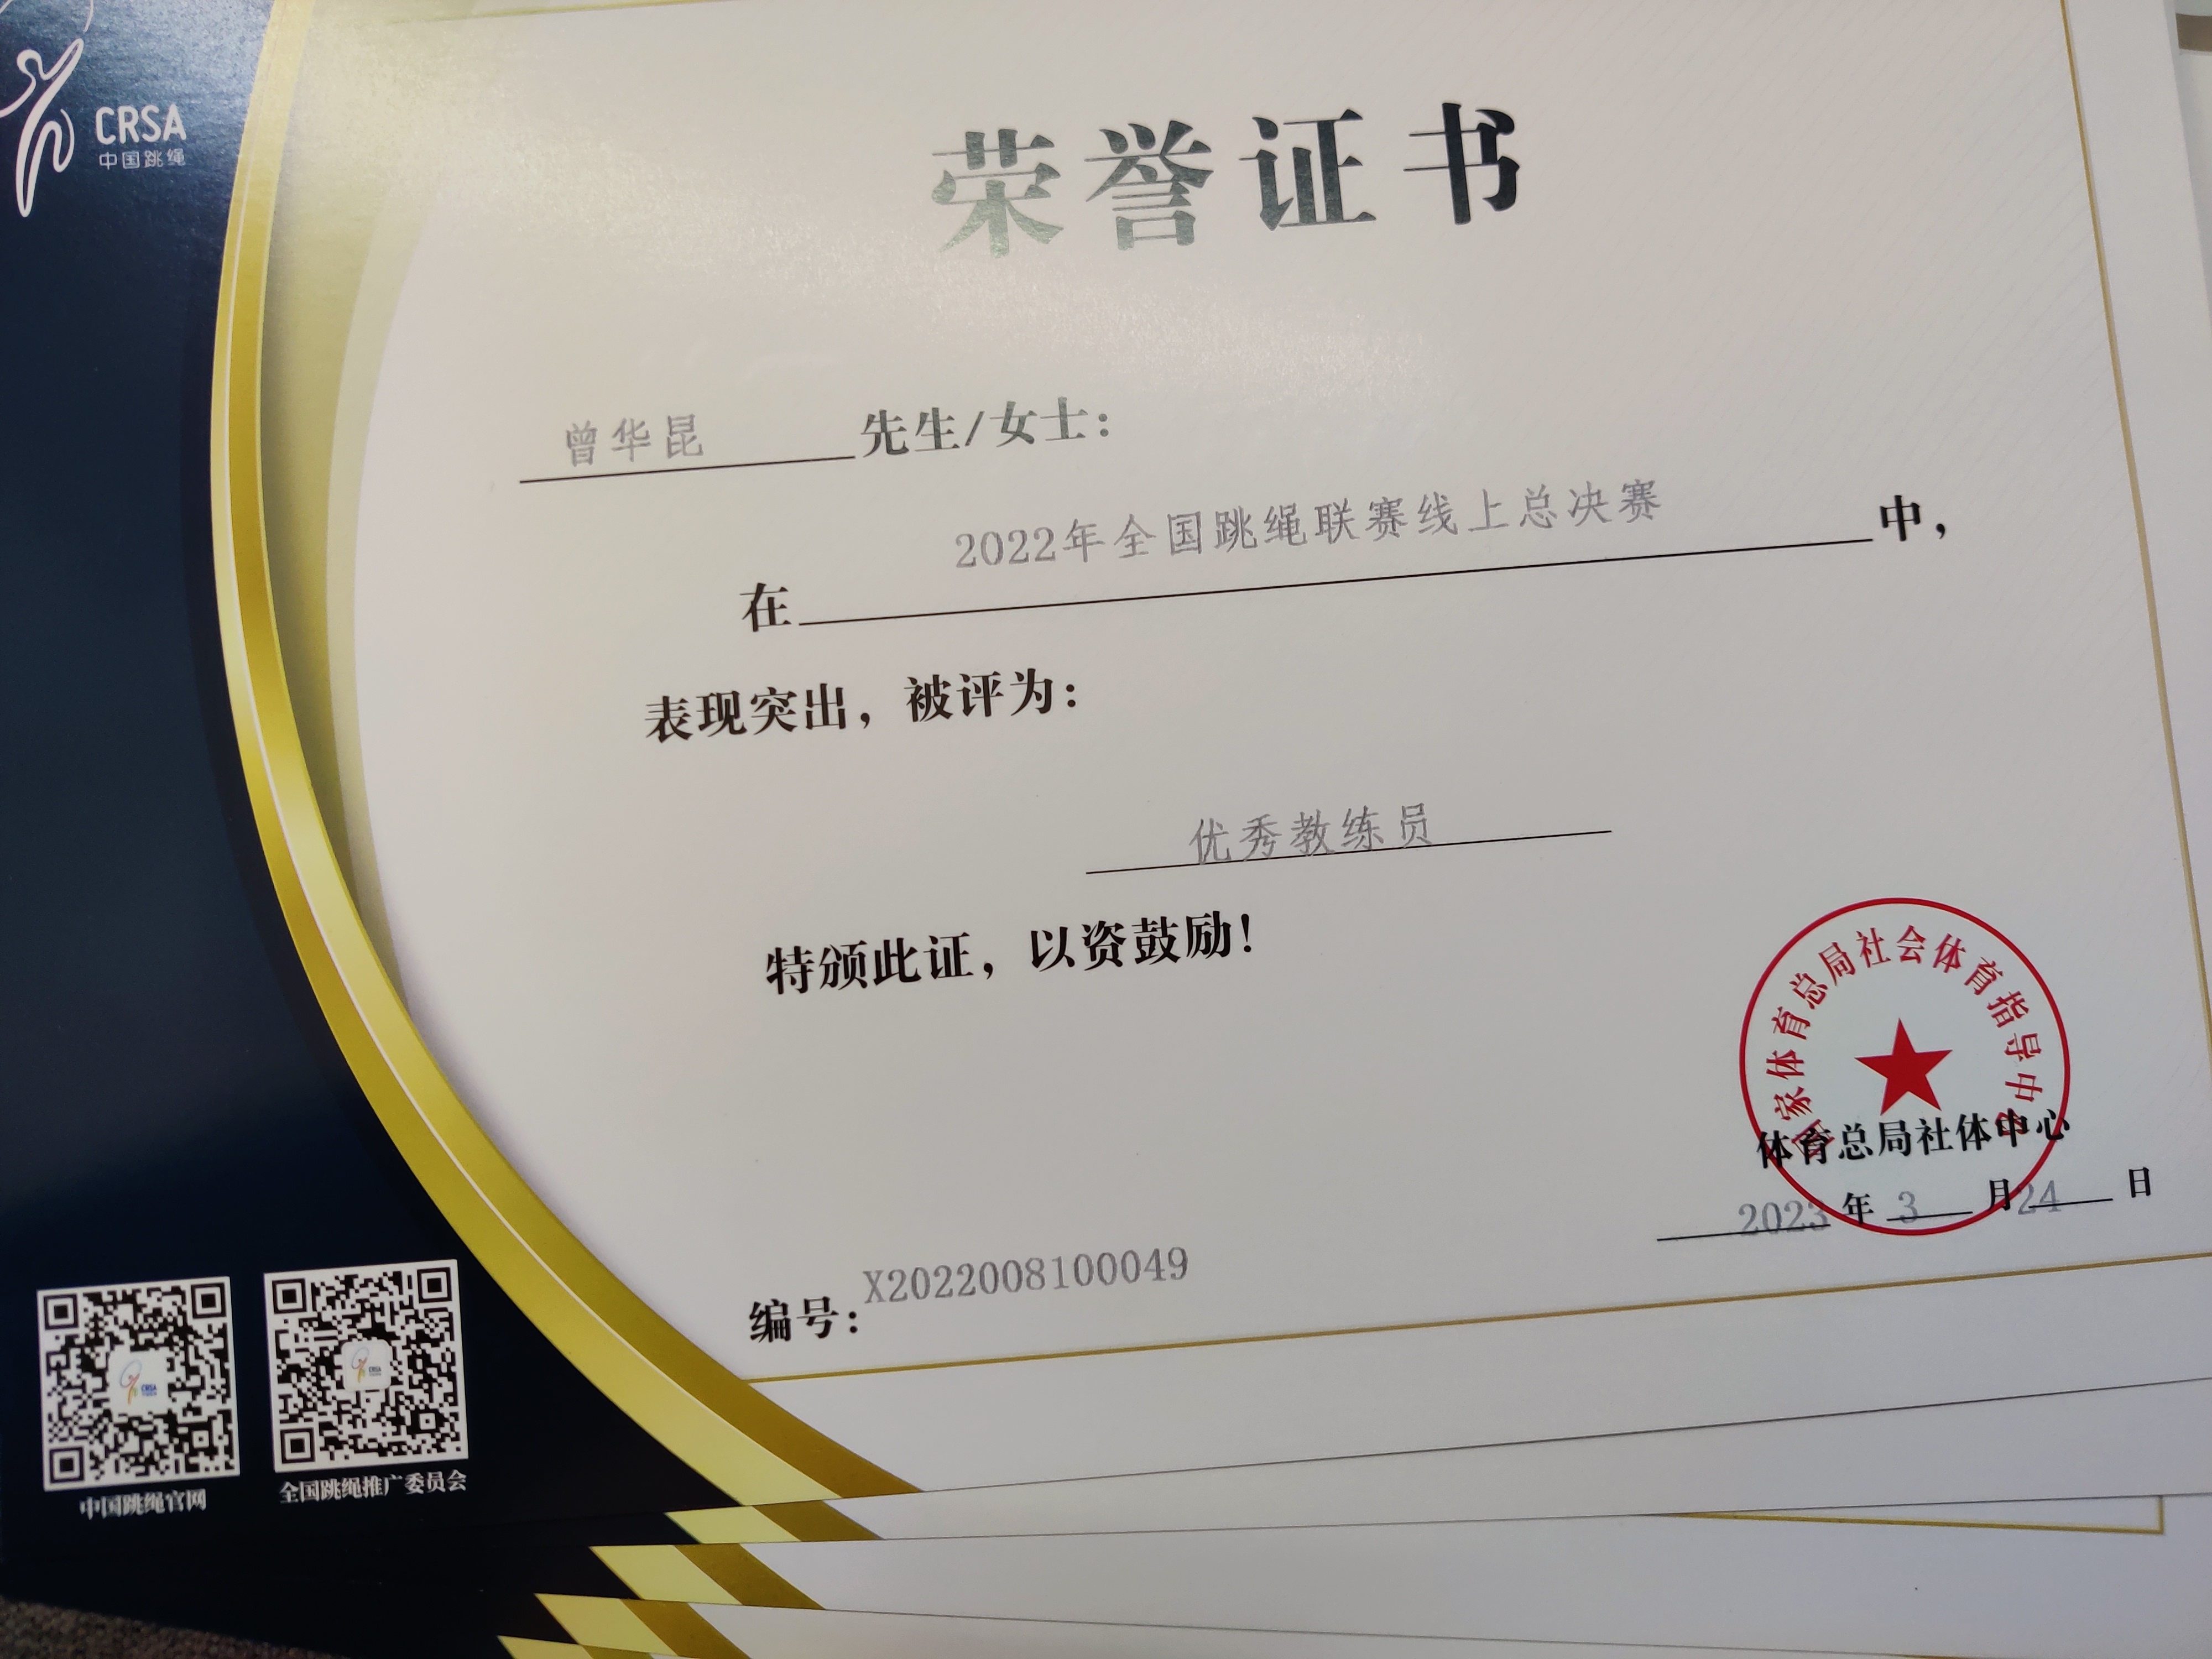 CRSA
中国跳绳
荣誉证书
曾华昆 先生/女士：
在 2022年全国跳绳联赛线上总决赛 中，
表现突出，被评为：
优秀教练员
特颁此证，以资鼓励！
国家体育总局社会体育指导中心
体育总局社体中心
2023 年 3 月 24 日
编号：X2022008100049
中国跳绳官网
全国跳绳推广委员会